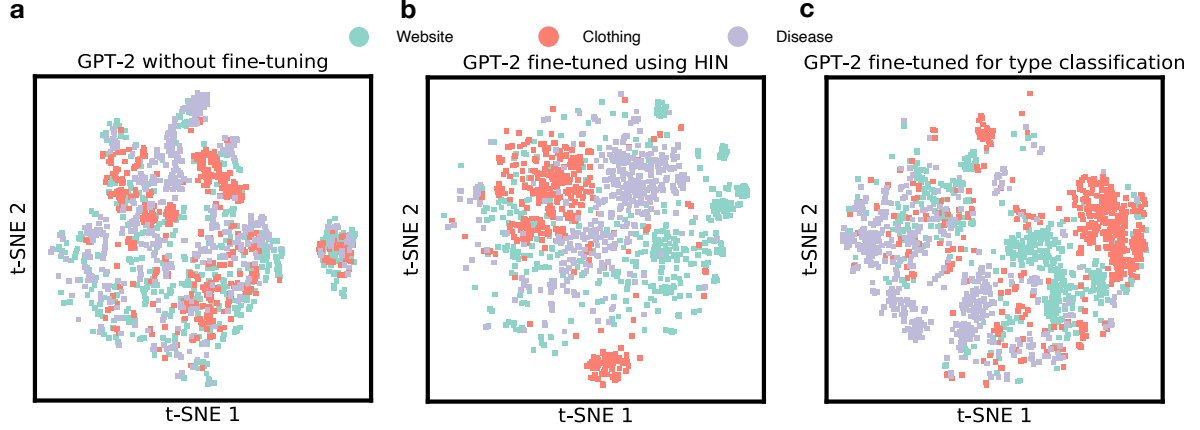 a
b
c
Website
Clothing
Disease
GPT-2 without fine-tuning
GPT-2 fine-tuned using HIN
GPT-2 fine-tuned for type classification
t-SNE 2
t-SNE 1
t-SNE 2
t-SNE 1
t-SNE 2
t-SNE 1